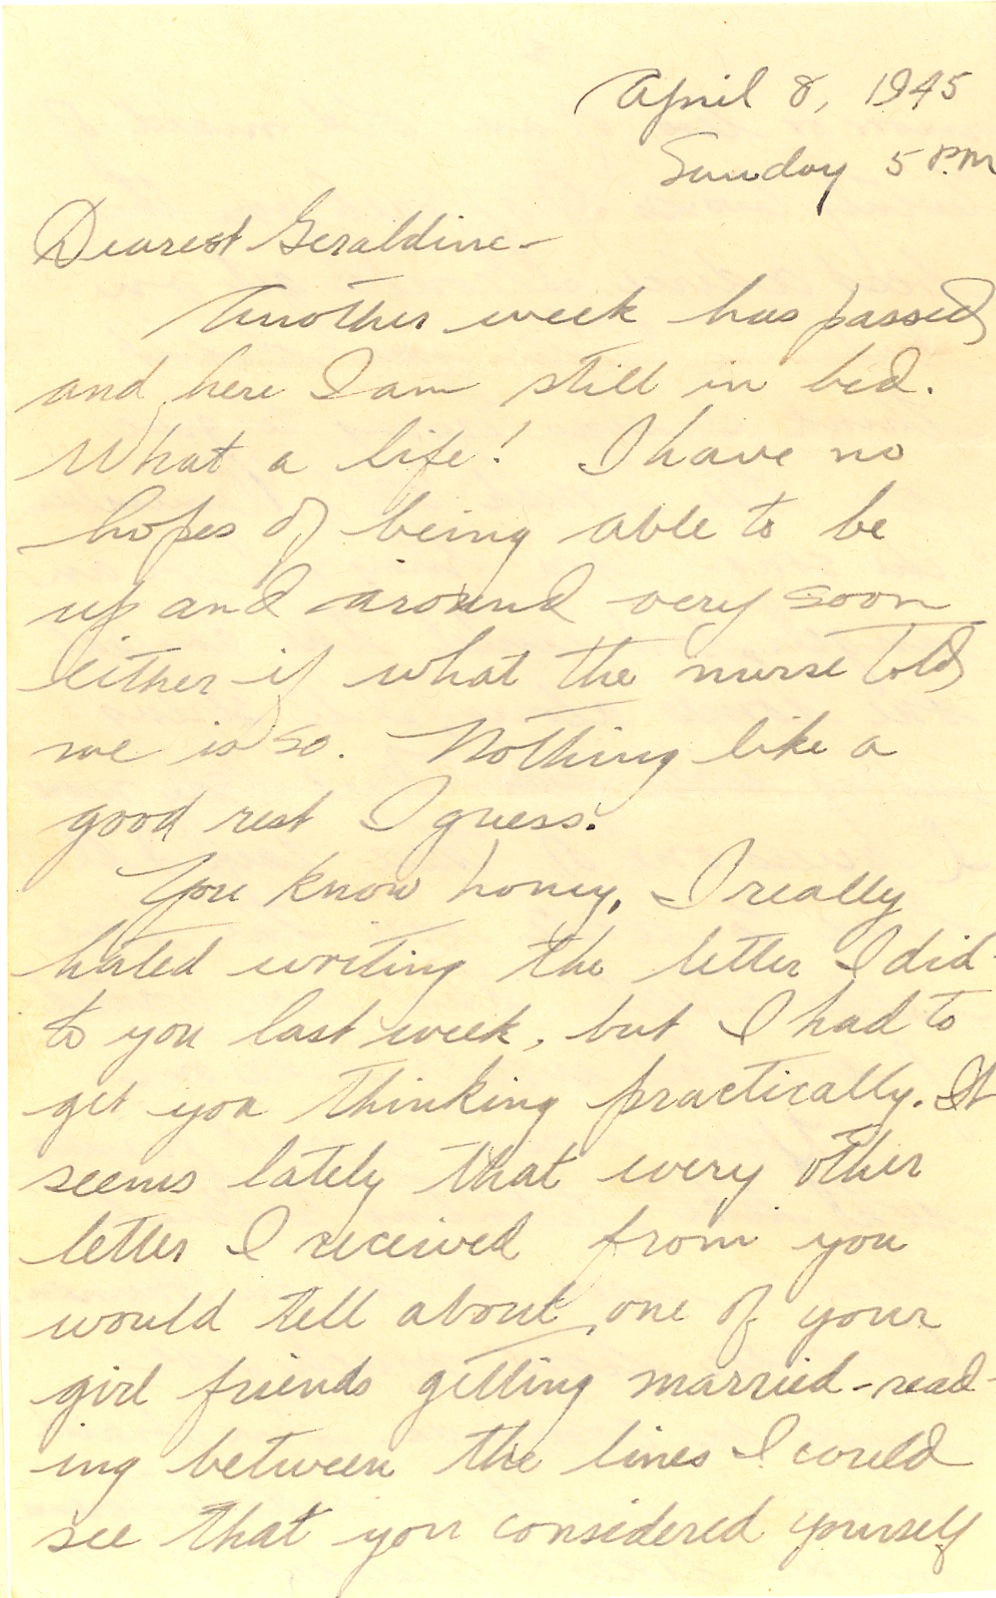 April 8, 1945
Sunday 5 P.M
Dearest Geraldine-
Another week has passed
and here I am still in bed.
What a life! I have no
hopes of being able to be
up and around very soon
either if what the nurse told
me is so. Nothing like a
good rest I guess.
You know honey, I really
hated writing the letter I did
to you last week, but I had to
get you thinking practically. It
seems lately that every other
letter I received from you
would tell about one of your
girl friends getting married-read-
ing between the lines I could
see that you considered yourself